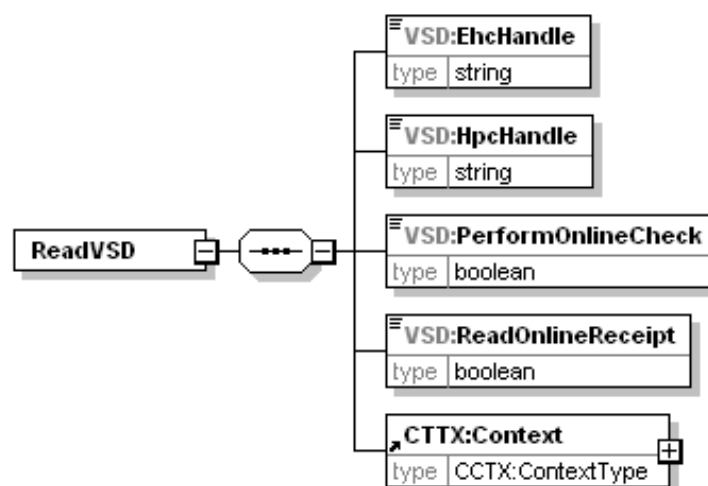 VSD:EhcHandle
type string
VSD:HpcHandle
type string
ReadVSD
VSD:PerformOnlineCheck
type boolean
VSD:ReadOnlineReceipt
type boolean
CTTX:Context
type CCTX:ContextType